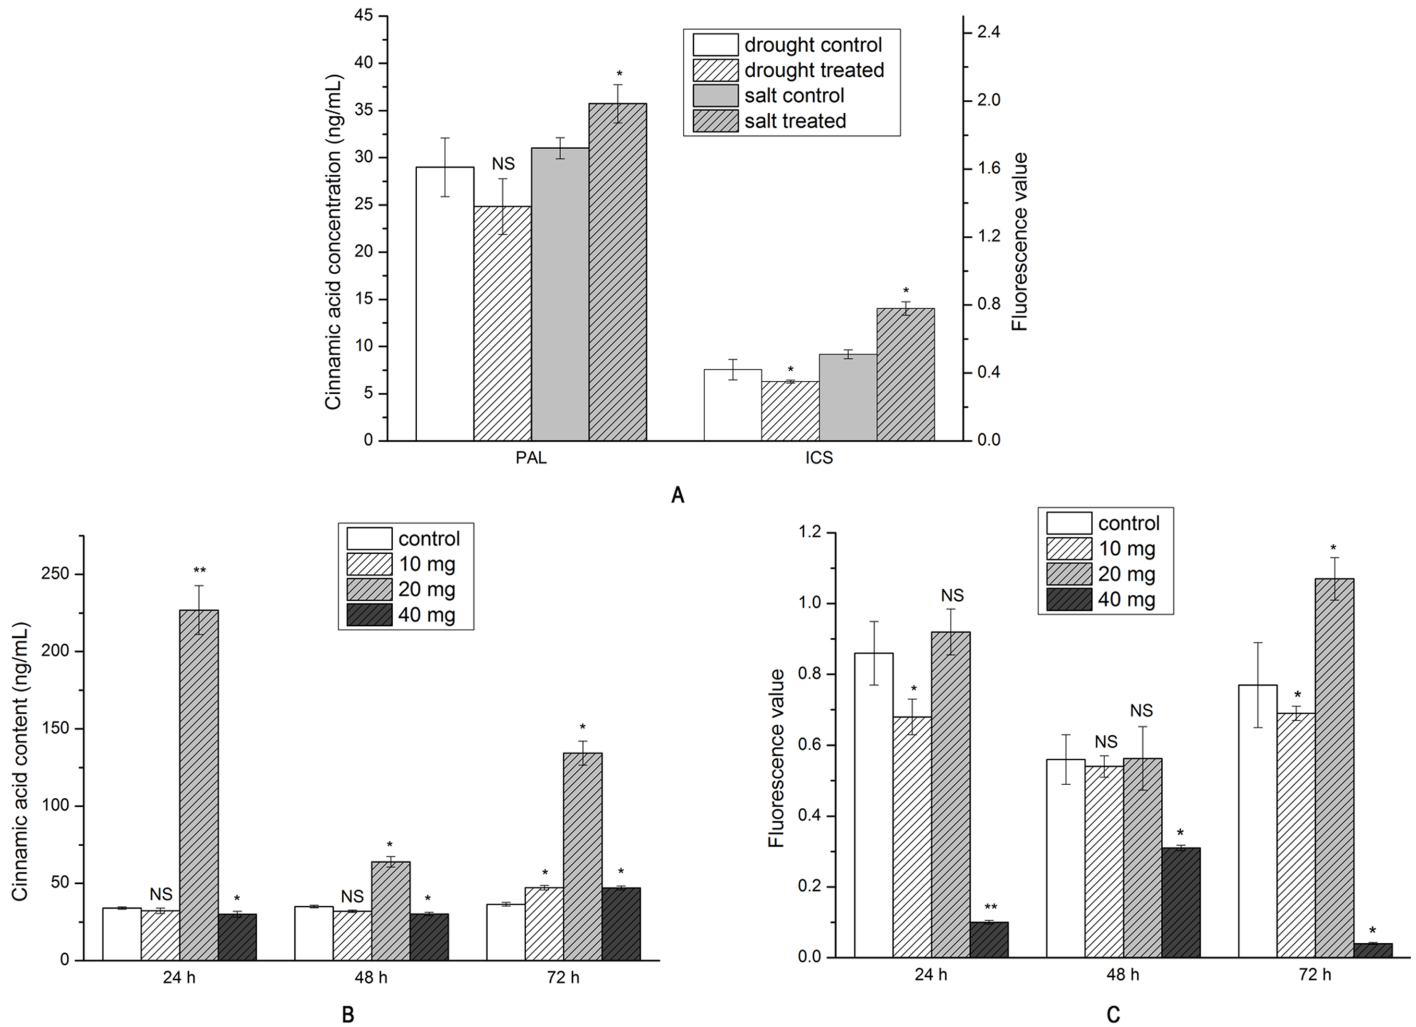 45
40
35
30
25
20
15
10
5
0
Cinnamic acid concentration (ng/mL)
drought control
drought treated
salt control
salt treated
NS
*
*
*
2.4
2.0
1.6
1.2
0.8
0.4
0.0
Fluorescence value
PAL
ICS
A
250
200
150
100
50
0
Cinnamic acid content (ng/mL)
control
10 mg
20 mg
40 mg
NS
**
*
NS
*
*
*
*
*
24 h
48 h
72 h
B
1.2
1.0
0.8
0.6
0.4
0.2
0.0
Fluorescence value
control
10 mg
20 mg
40 mg
*
NS
**
NS
NS
*
*
*
*
24 h
48 h
72 h
C